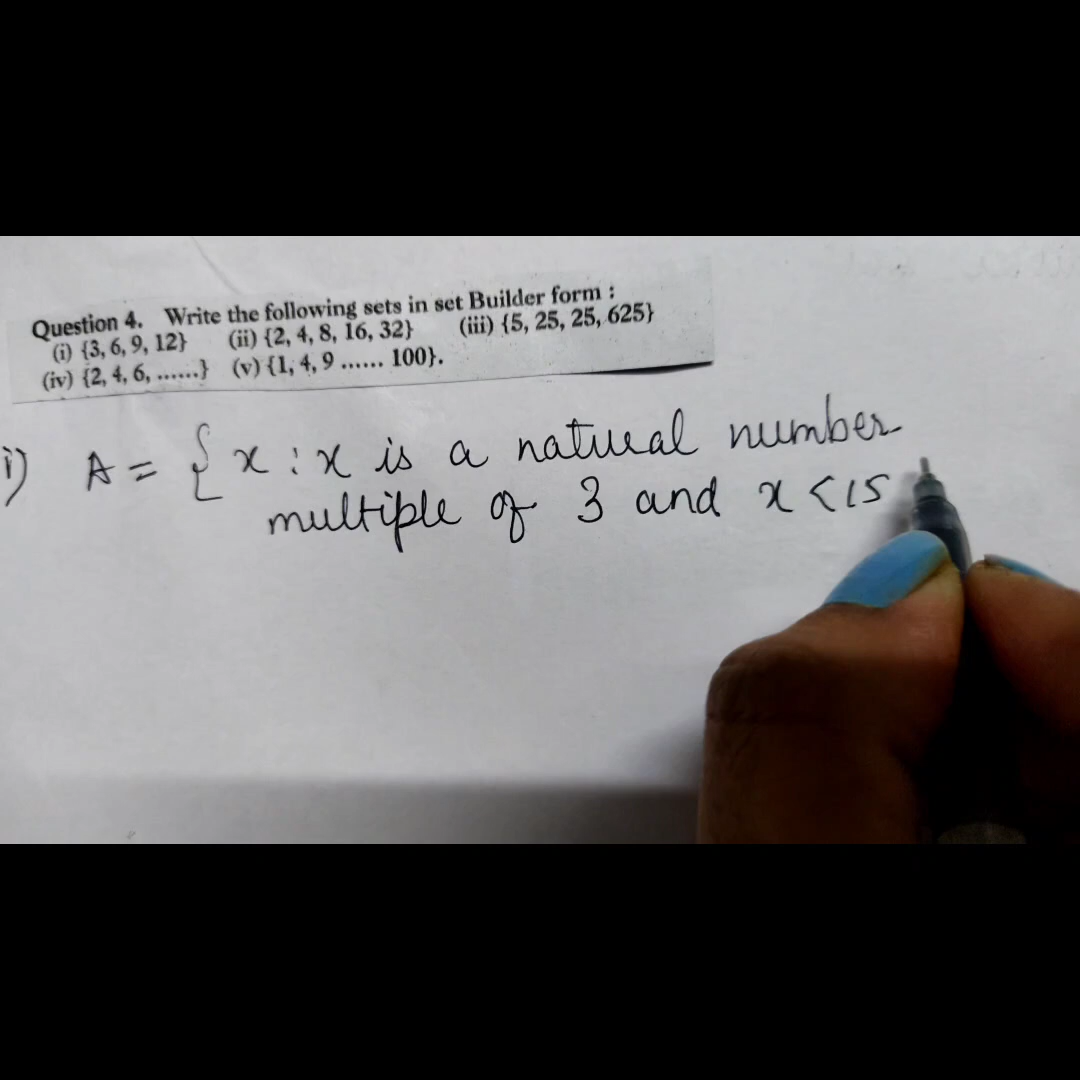 Question 4. Write the following sets in set Builder form :
(i) {3, 6, 9, 12} (ii) {2, 4, 8, 16, 32} (iii) {5, 25, 25, 625}
(iv) {2, 4, 6, ......} (v) {1, 4, 9 ...... 100}.
i) A = { x : x is a natural number
multiple of 3 and x < 15